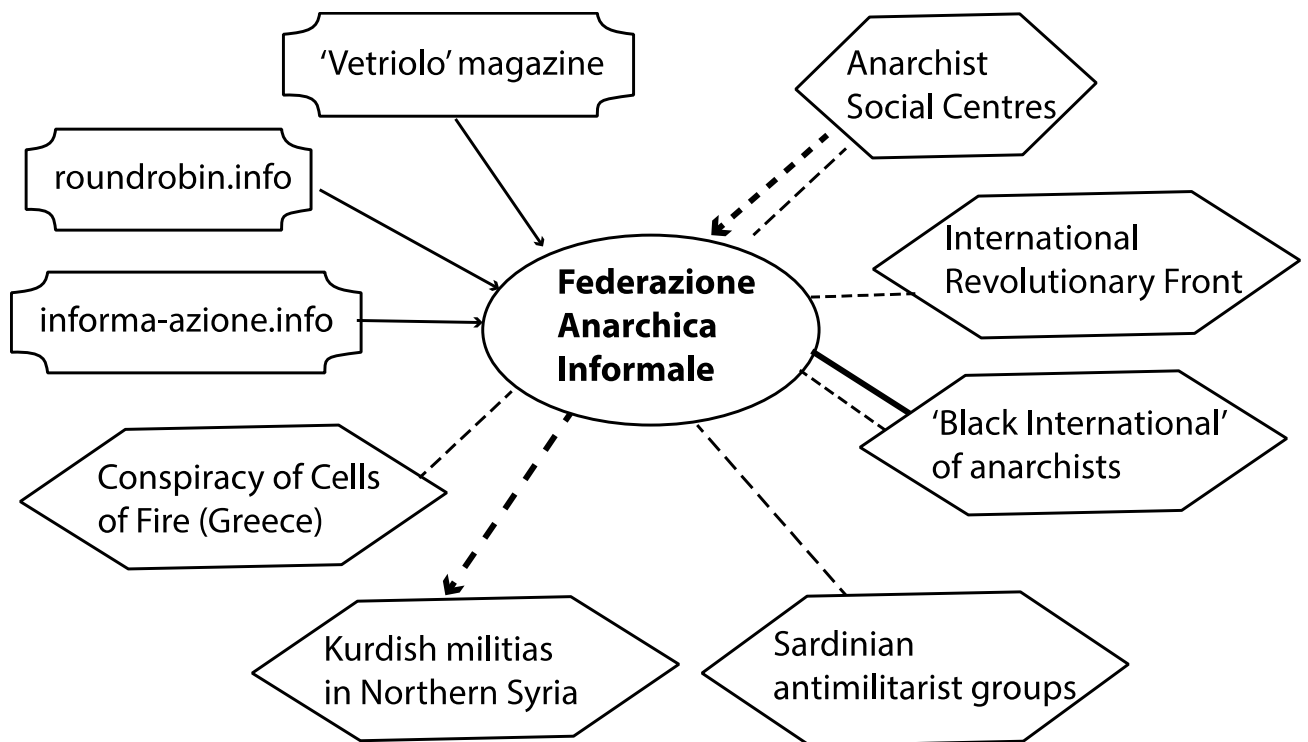 'Vetriolo' magazine
Anarchist
Social Centres
roundrobin.info
International
Revolutionary Front
informa-azione.info
Federazione
Anarchica
Informale
'Black International'
of anarchists
Conspiracy of Cells
of Fire (Greece)
Kurdish militias
in Northern Syria
Sardinian
antimilitarist groups